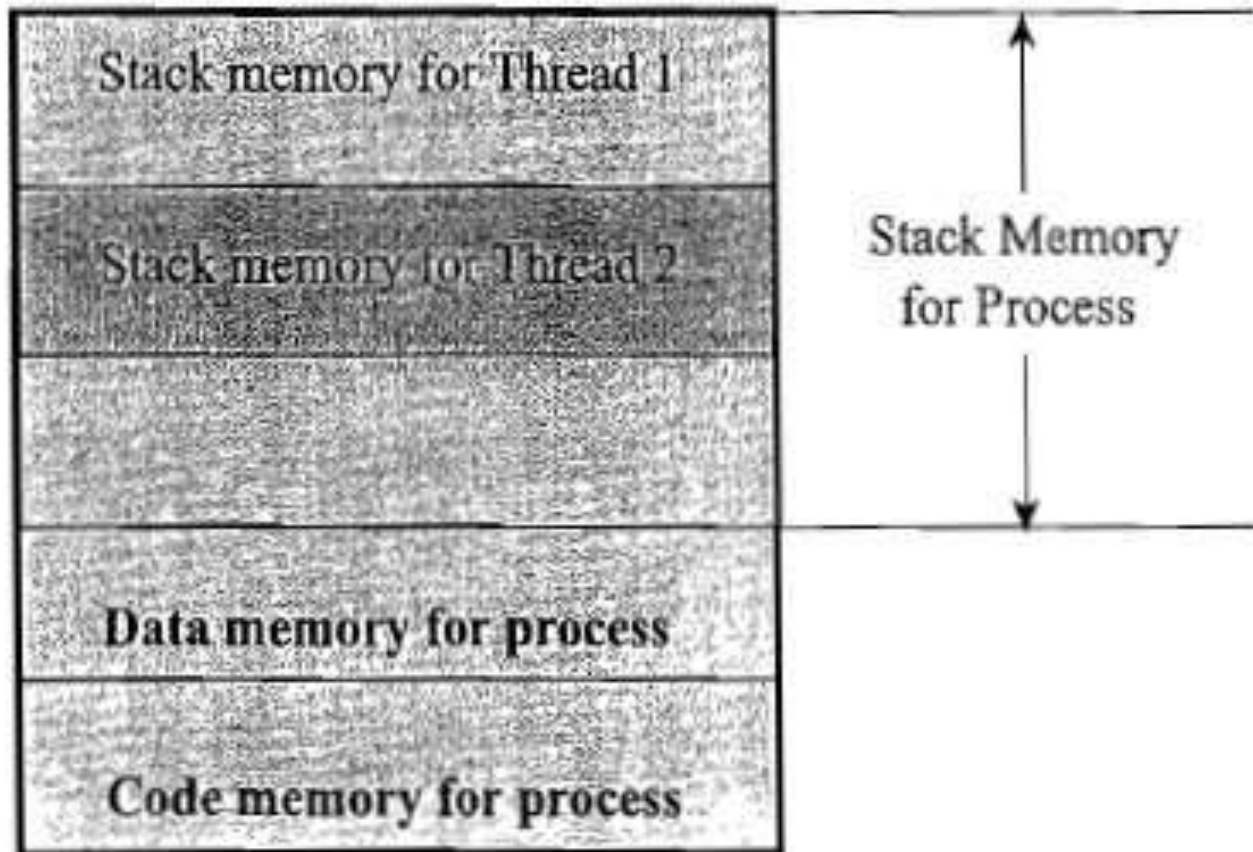 Stack memory for Thread 1
Stack memory for Thread 2
Stack Memory
for Process
Data memory for process
Code memory for process